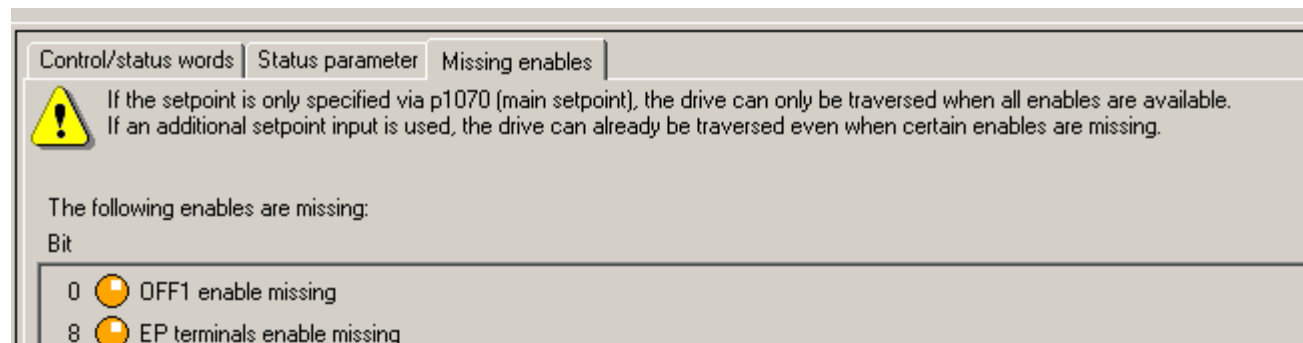 Control/status words Status parameter Missing enables
If the setpoint is only specified via p1070 (main setpoint), the drive can only be traversed when all enables are available.
If an additional setpoint input is used, the drive can already be traversed even when certain enables are missing.
The following enables are missing:
Bit
0 OFF1 enable missing
8 EP terminals enable missing